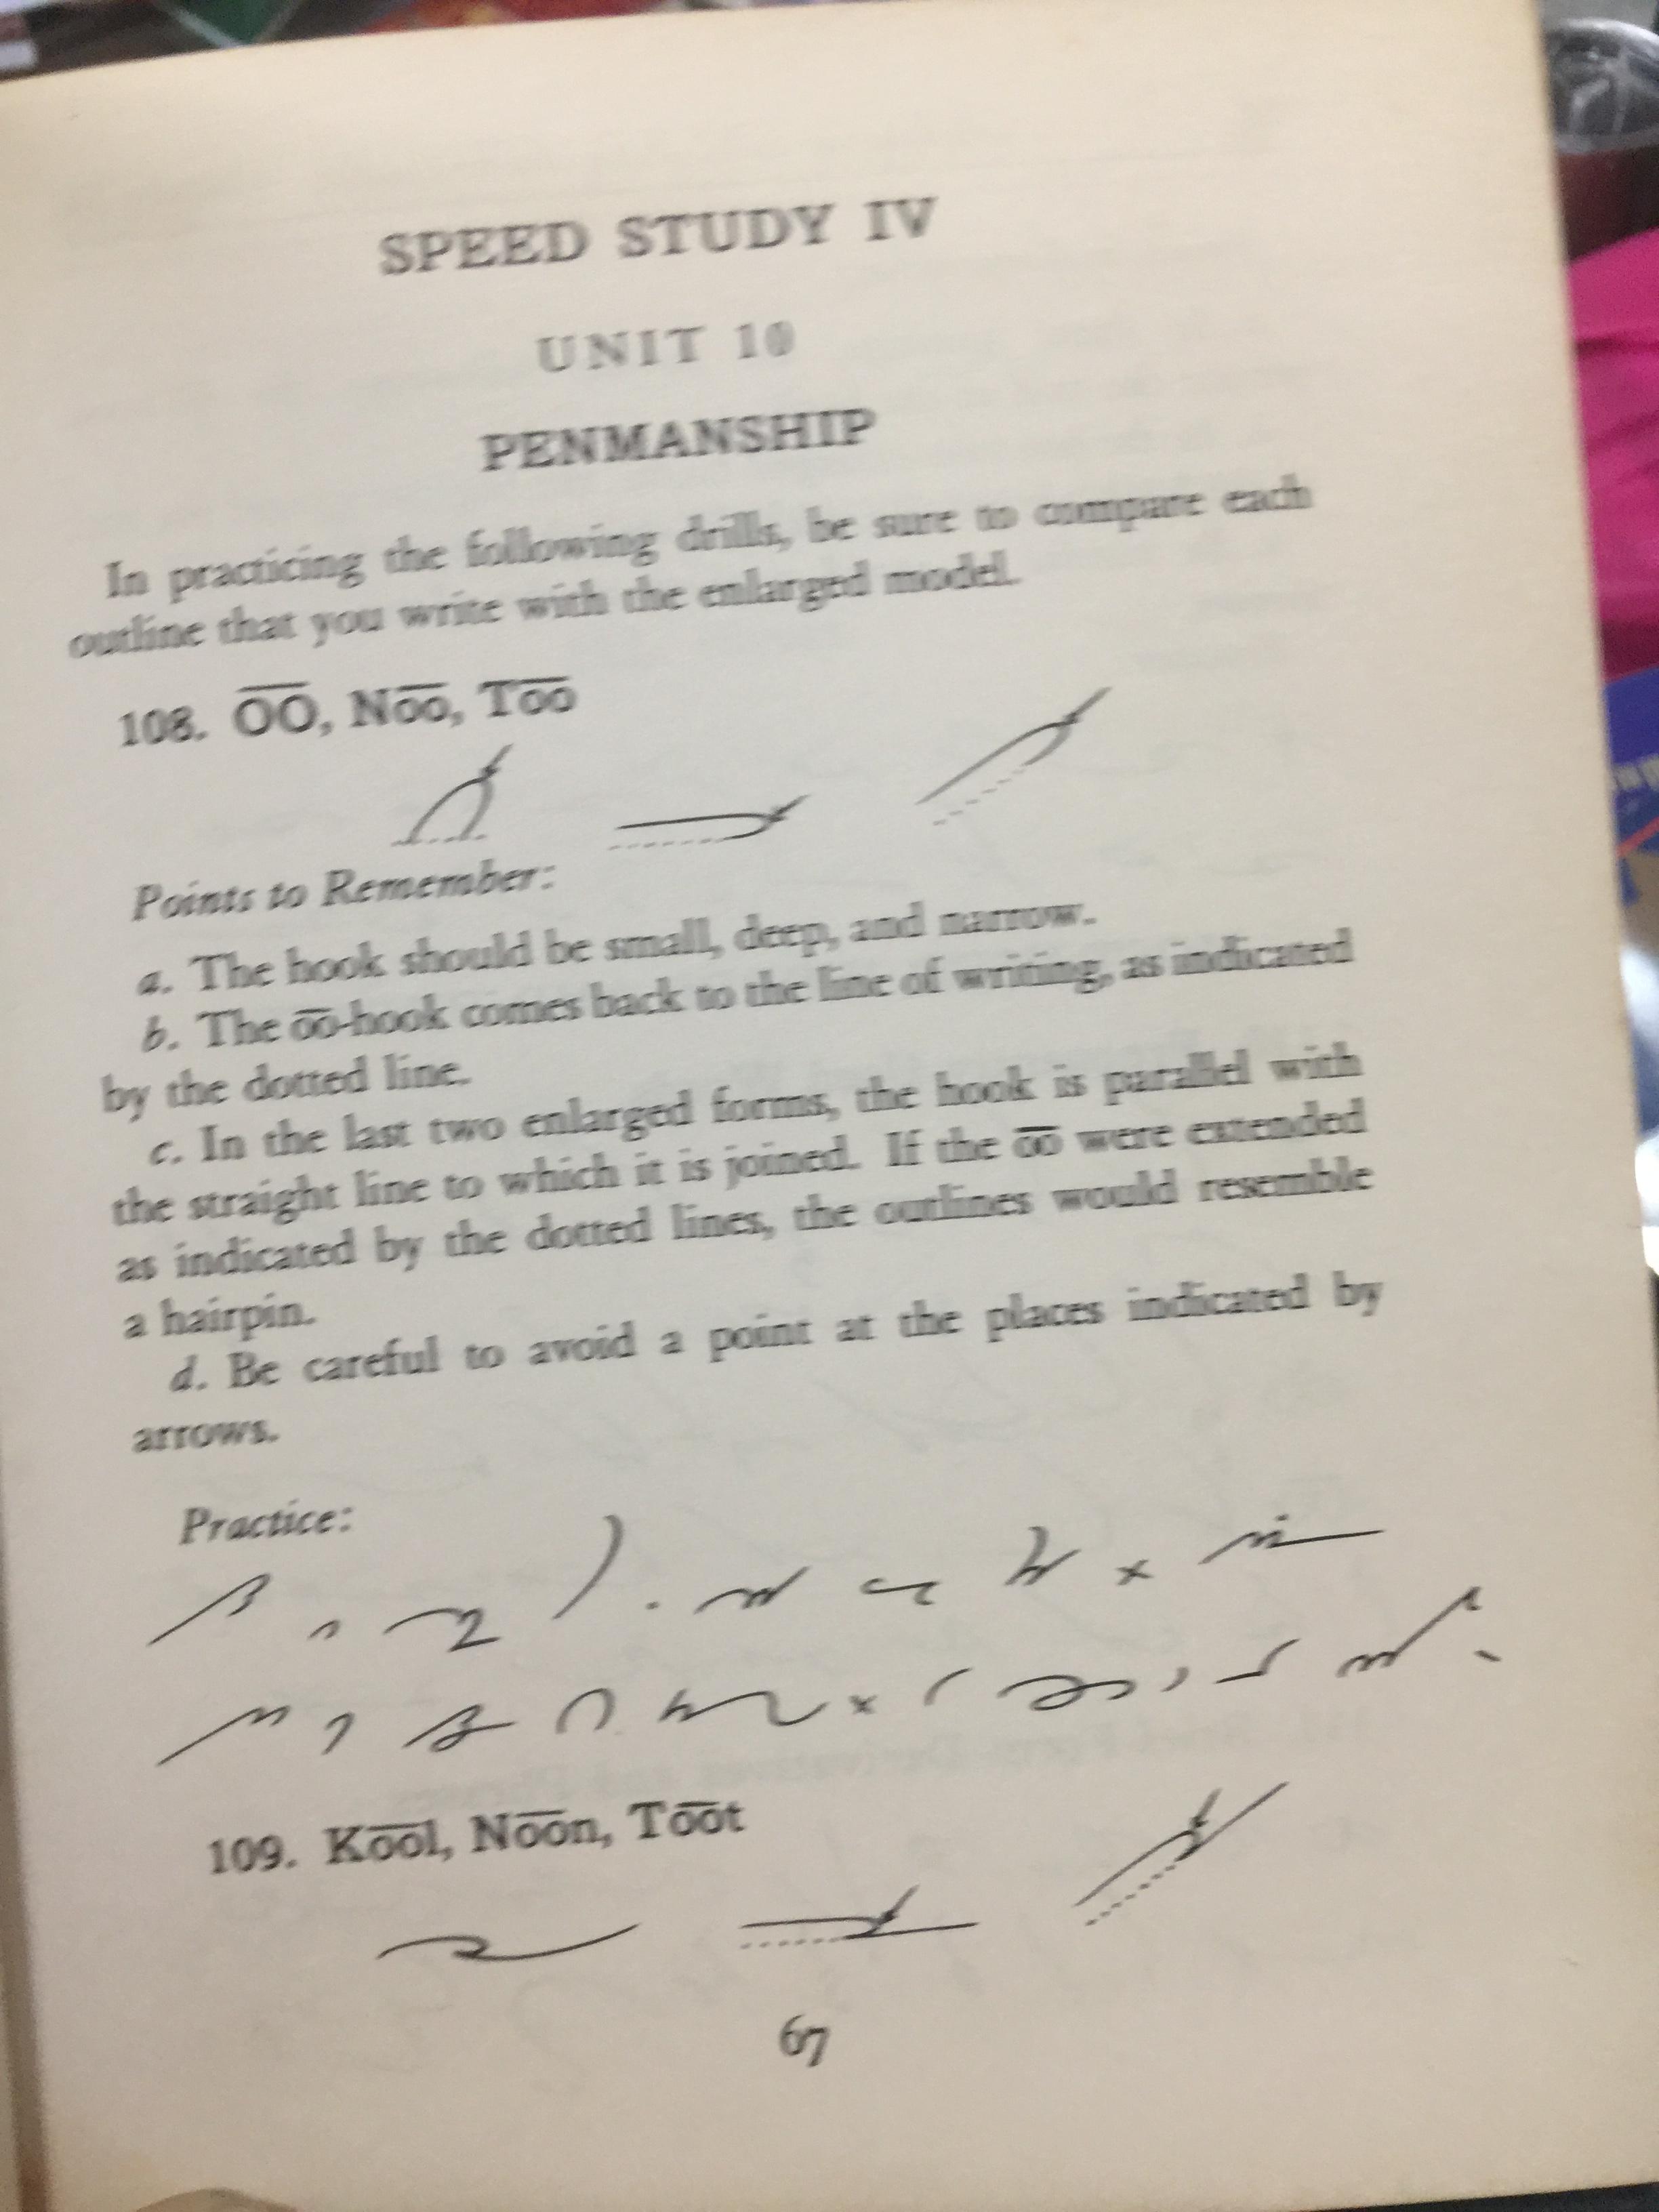 SPEED STUDY IV
UNIT 10
PENMANSHIP
In practicing the following drills, be sure to compare each
outline that you write with the enlarged model.
108. O̅O̅, No̅o̅, To̅o̅
Points to Remember:
a. The hook should be small, deep, and narrow.
b. The o̅o̅-hook comes back to the line of writing, as indicated
by the dotted line.
c. In the last two enlarged forms, the hook is parallel with
the straight line to which it is joined. If the o̅o̅ were extended
as indicated by the dotted lines, the outlines would resemble
a hairpin.
d. Be careful to avoid a point at the places indicated by
arrows.
Practice:
109. Ko̅o̅l, No̅o̅n, To̅o̅t
67